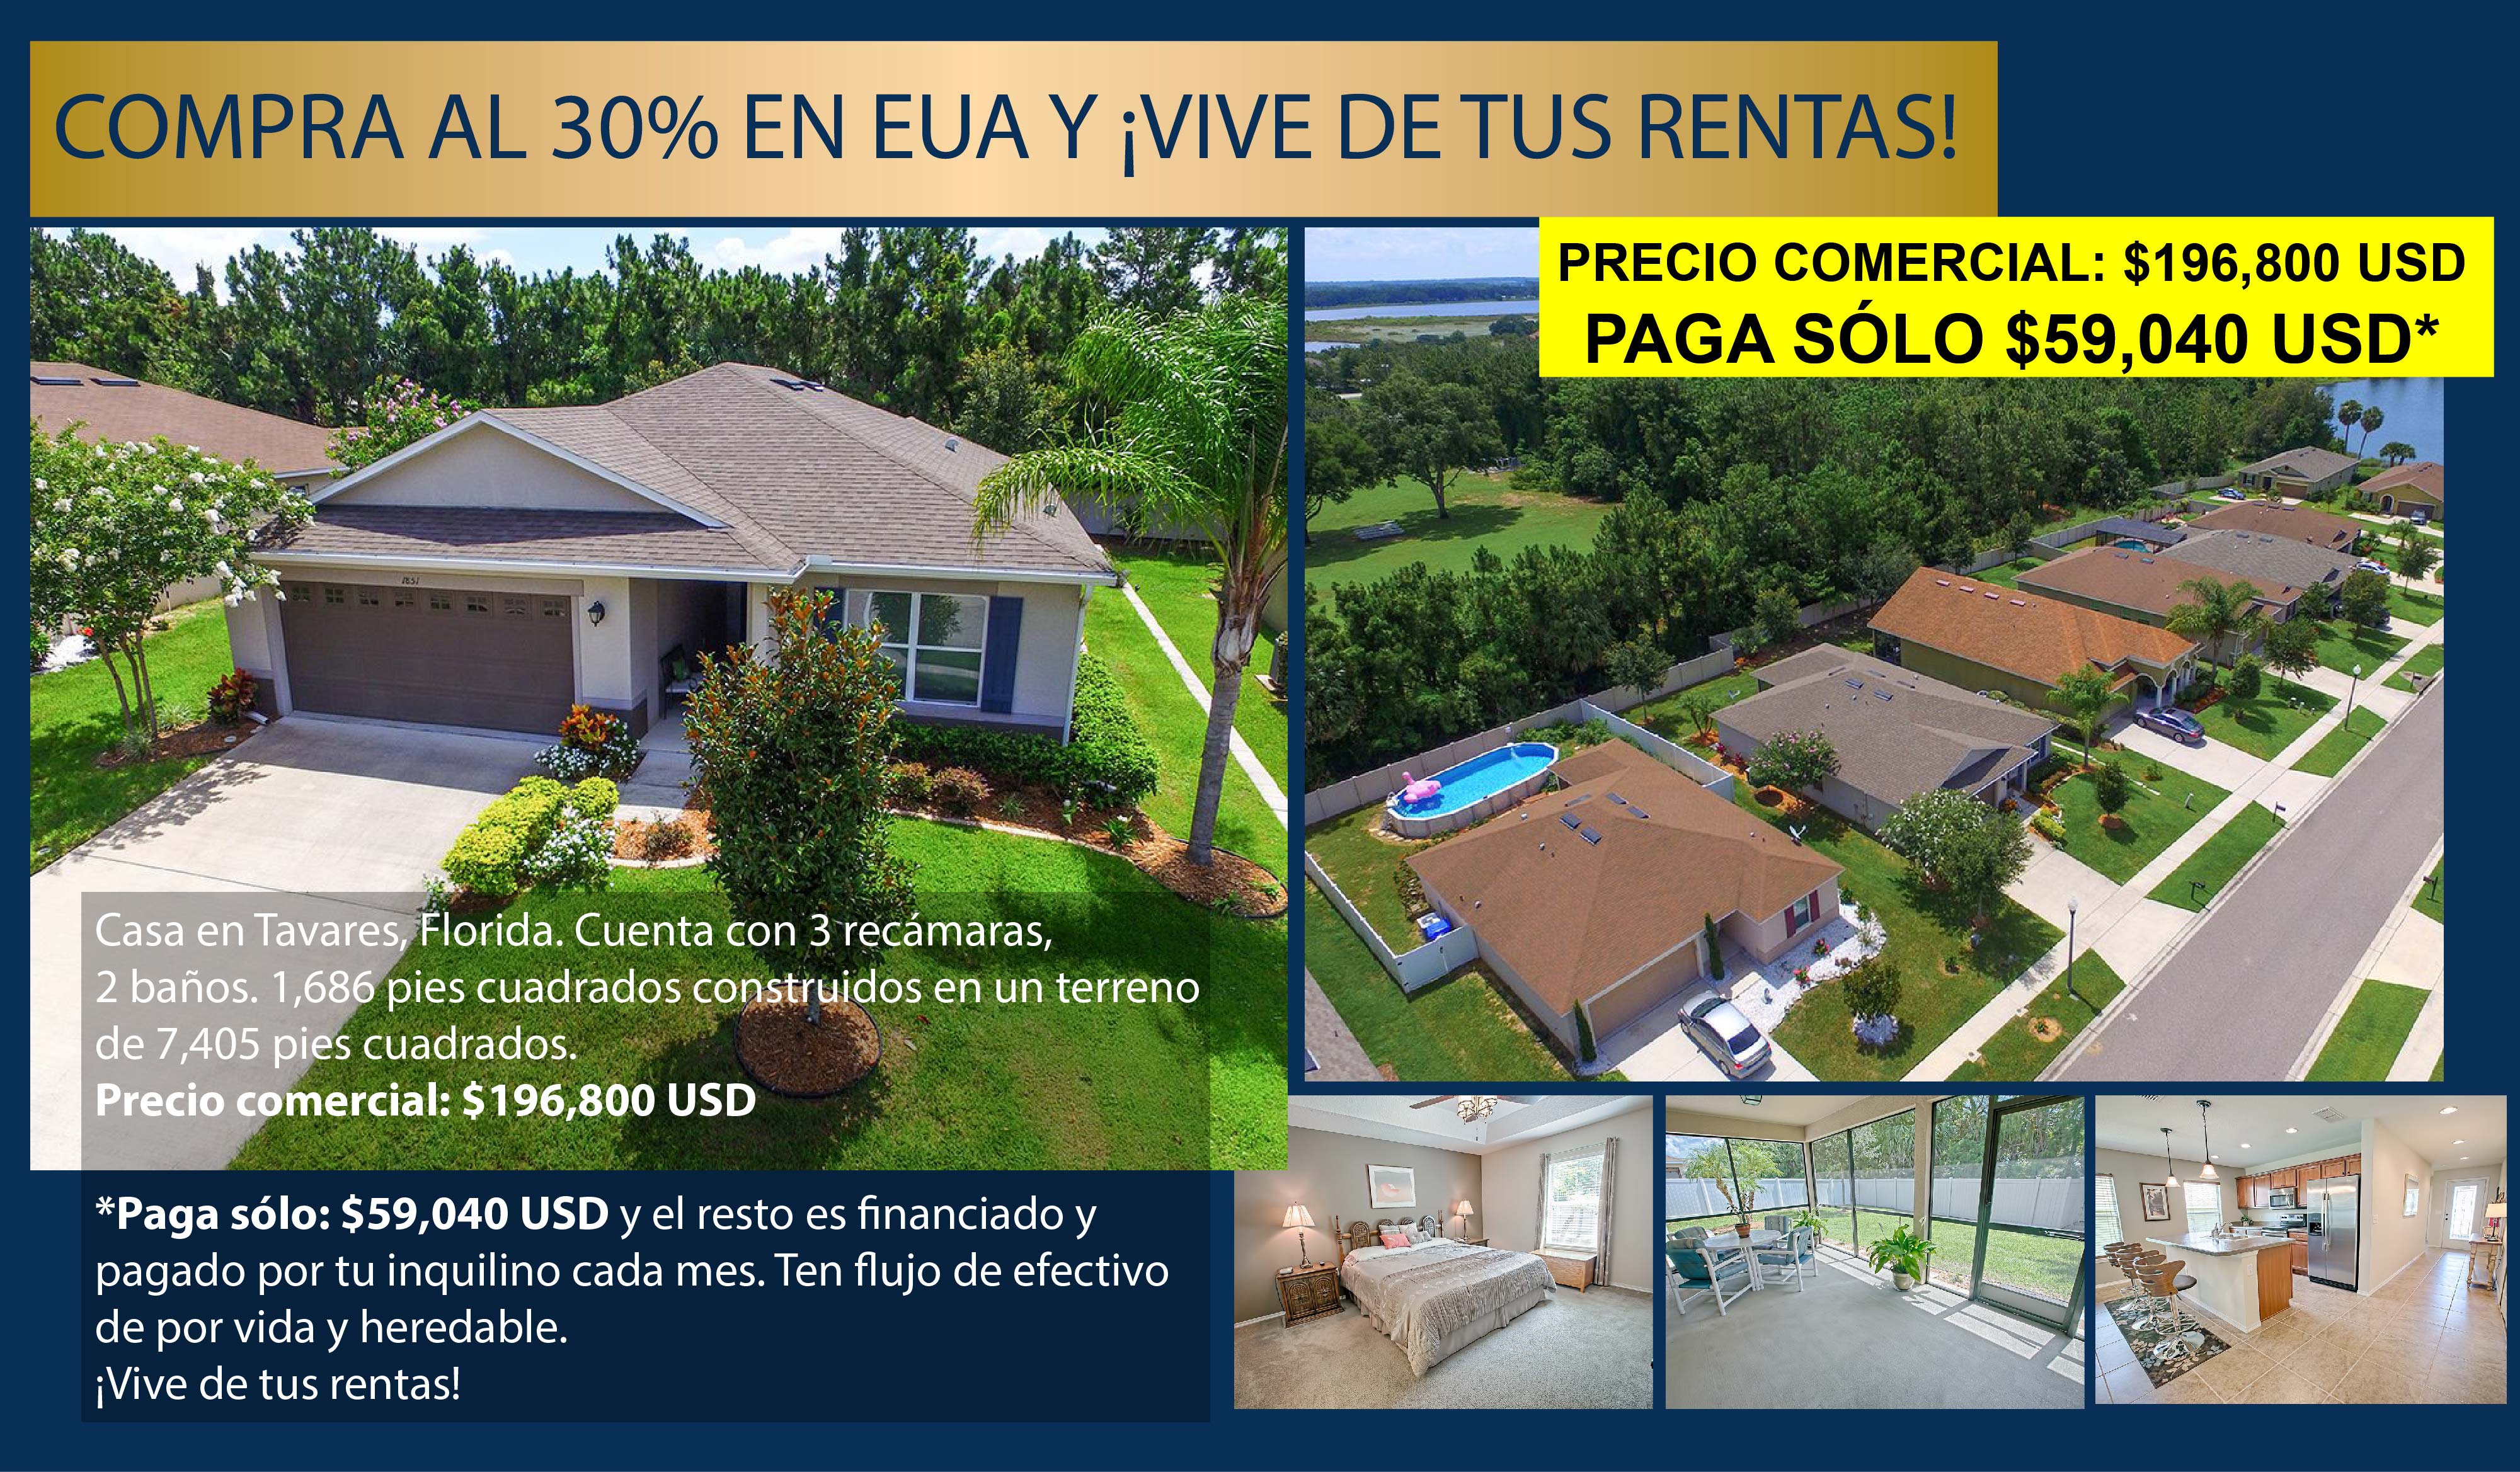 COMPRA AL 30% EN EUA Y ¡VIVE DE TUS RENTAS!
PRECIO COMERCIAL: $196,800 USD
PAGA SÓLO $59,040 USD*
1851
Casa en Tavares, Florida. Cuenta con 3 recámaras,
2 baños. 1,686 pies cuadrados construidos en un terreno
de 7,405 pies cuadrados.
Precio comercial: $196,800 USD
*Paga sólo: $59,040 USD y el resto es financiado y
pagado por tu inquilino cada mes. Ten flujo de efectivo
de por vida y heredable.
¡Vive de tus rentas!